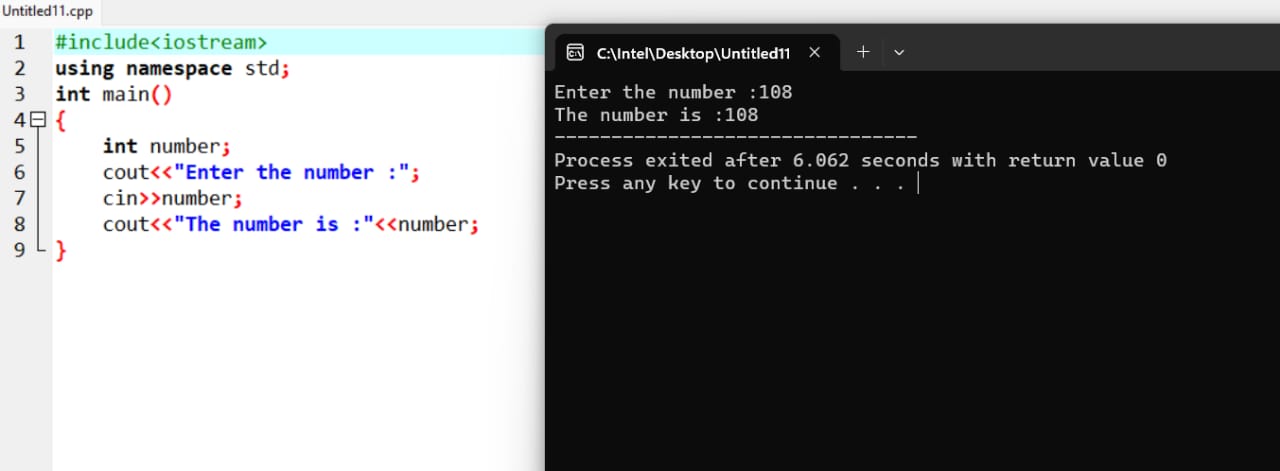 Untitled11.cpp
1 #include<iostream>
2 using namespace std;
3 int main()
4 {
5 int number;
6 cout<<"Enter the number :";
7 cin>>number;
8 cout<<"The number is :"<<number;
9 }
C:\Intel\Desktop\Untitled11
Enter the number :108
The number is :108
--------------------------------
Process exited after 6.062 seconds with return value 0
Press any key to continue . . .